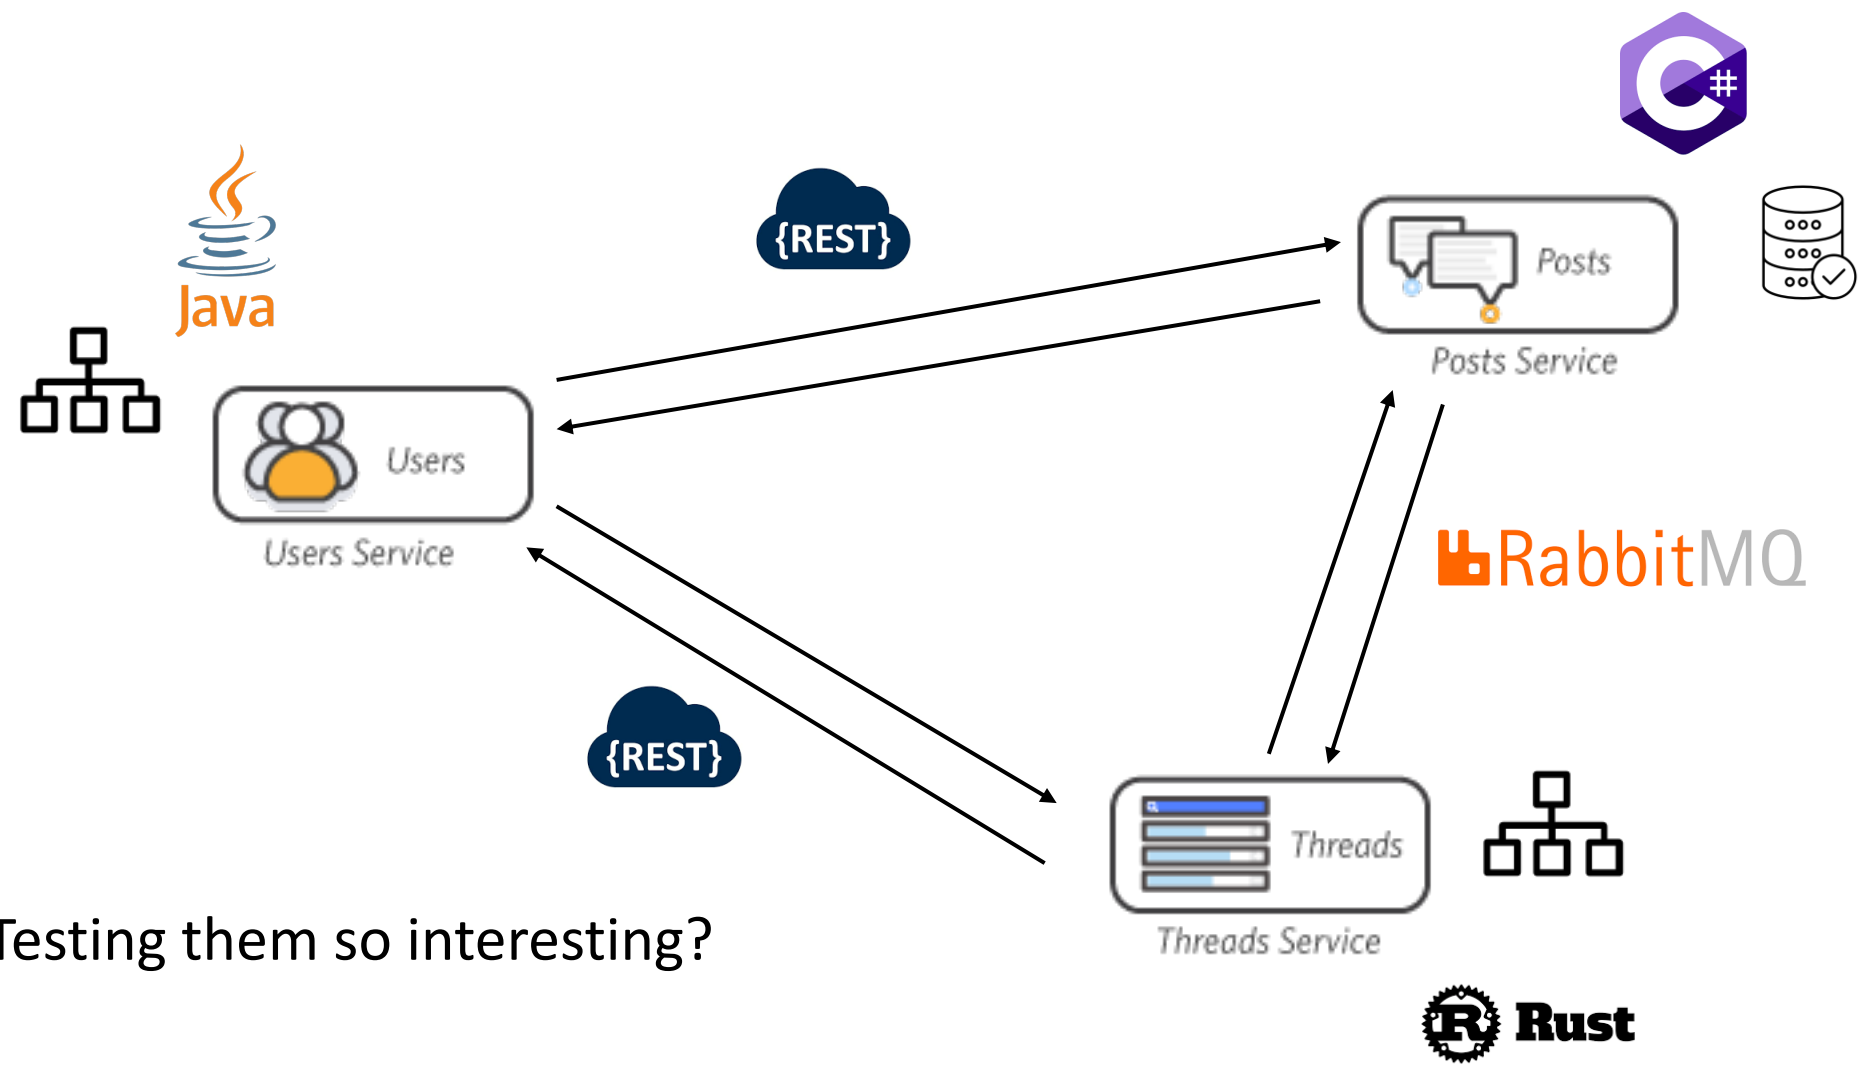 C#
Java
{REST}
Posts
Posts Service
Users
Users Service
RabbitMQ
{REST}
Threads
Threads Service
Testing them so interesting?
R Rust